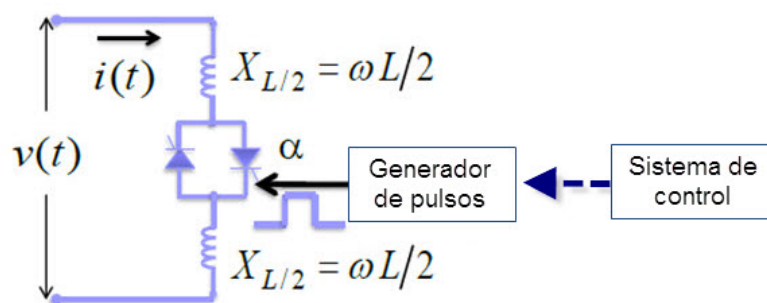 i(t)
X_{L/2} = ωL/2
v(t)
α
Generador
de pulsos
Sistema de
control
X_{L/2} = ωL/2